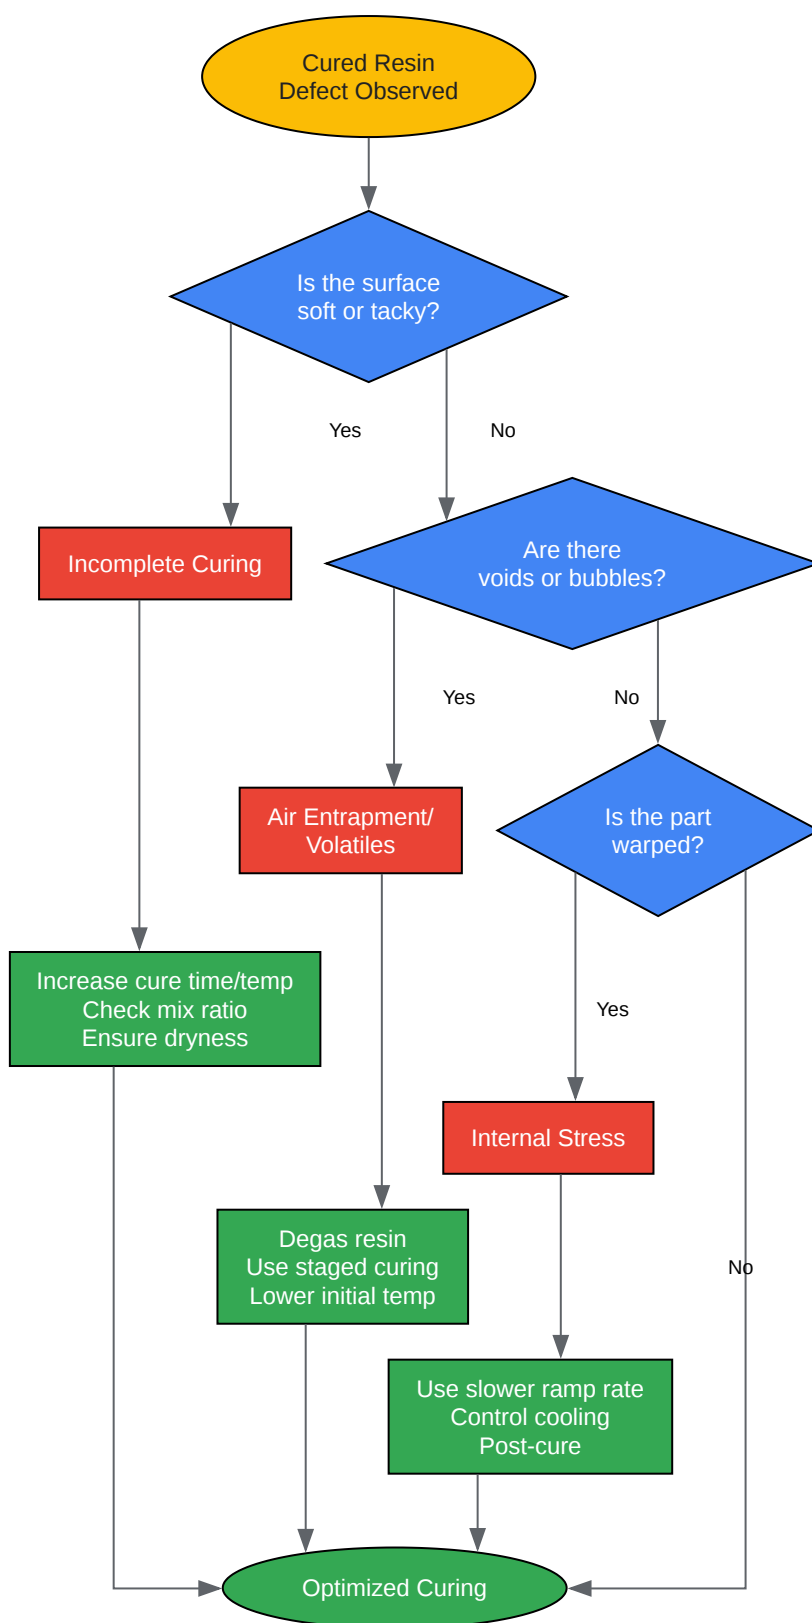 Cured Resin
Defect Observed
Is the surface
soft or tacky?
Yes
No
Incomplete Curing
Are there
voids or bubbles?
Yes
No
Air Entrapment/
Volatiles
Is the part
warped?
Increase cure time/temp
Check mix ratio
Ensure dryness
Yes
Internal Stress
Degas resin
Use staged curing
Lower initial temp
No
Use slower ramp rate
Control cooling
Post-cure
Optimized Curing